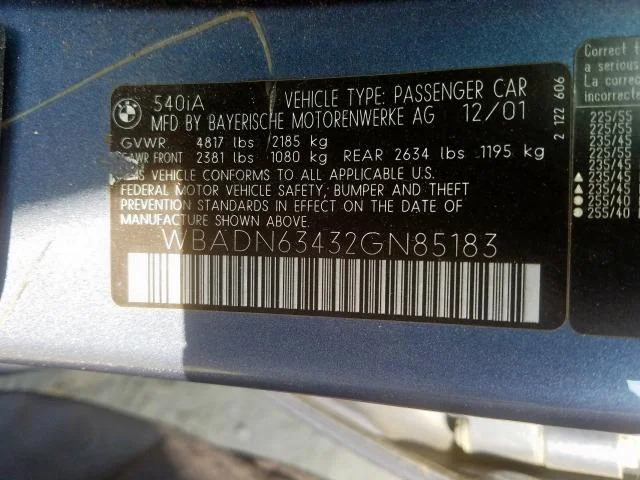 BMW
540iA VEHICLE TYPE: PASSENGER CAR
MFD BY BAYERISCHE MOTORENWERKE AG 12/01
GVWR 4817 lbs 2185 kg
GAWR FRONT 2381 lbs 1080 kg REAR 2634 lbs 1195 kg
THIS VEHICLE CONFORMS TO ALL APPLICABLE U.S.
FEDERAL MOTOR VEHICLE SAFETY, BUMPER AND THEFT
PREVENTION STANDARDS IN EFFECT ON THE DATE OF
MANUFACTURE SHOWN ABOVE.
WBADN63432GN85183
2 122 606
Correct t
a serious
La correc
incorrecte
225/55
225/55
235/45
235/45
235/45
255/40
255/40